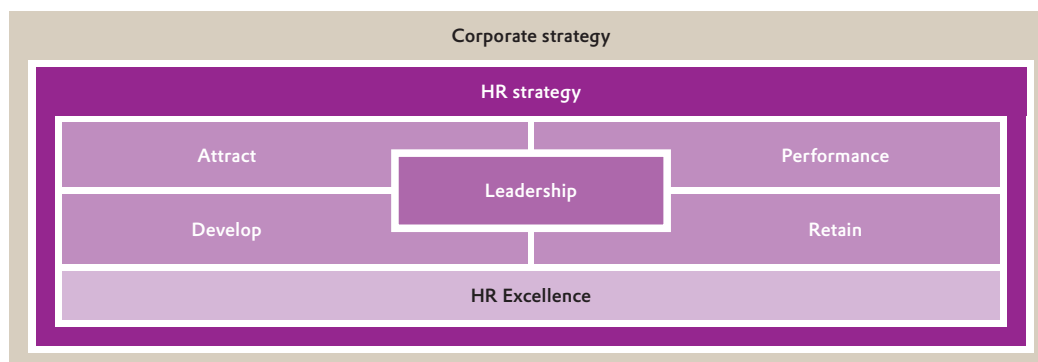 Corporate strategy
HR strategy
Attract
Performance
Leadership
Develop
Retain
HR Excellence